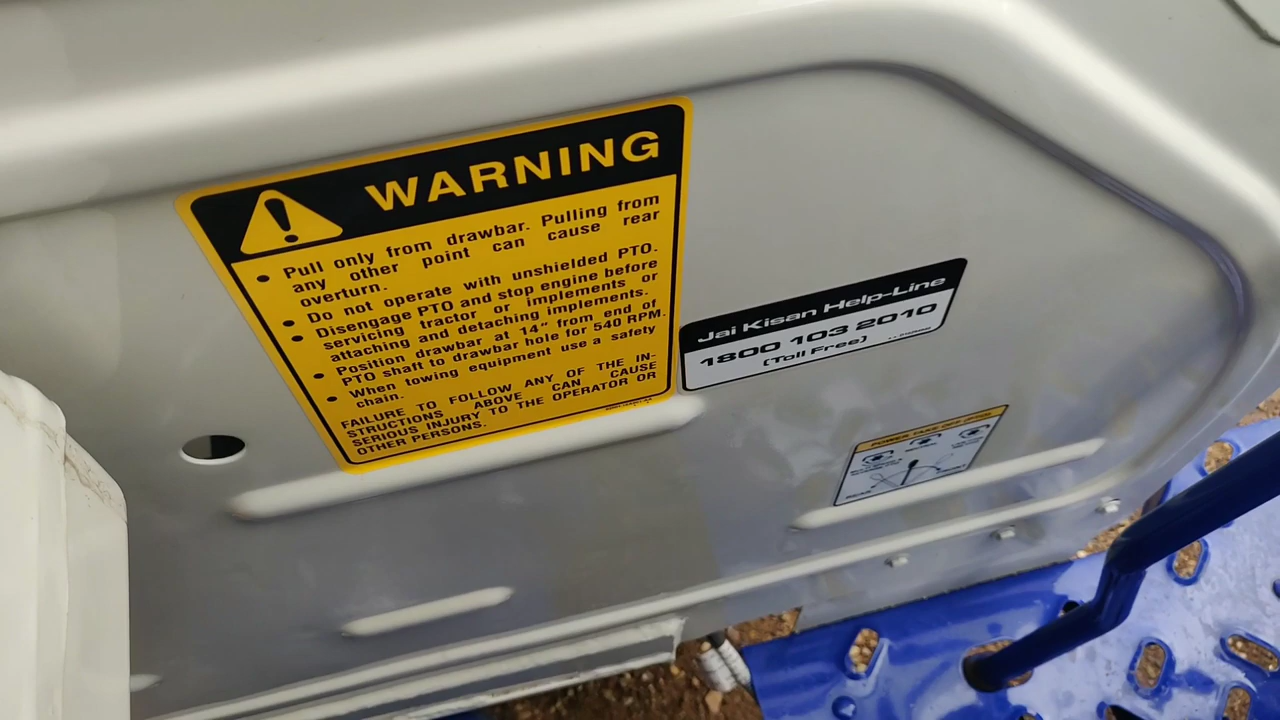 WARNING
• Pull only from drawbar. Pulling from
any other point can cause rear
overturn.
• Do not operate with unshielded PTO.
• Disengage PTO and stop engine before
servicing tractor or implements or
attaching and detaching implements.
• Position drawbar at 14" from end of
PTO shaft to drawbar hole for 540 RPM.
• When towing equipment use a safety
chain.
FAILURE TO FOLLOW ANY OF THE IN-
STRUCTIONS ABOVE CAN CAUSE
SERIOUS INJURY TO THE OPERATOR OR
OTHER PERSONS.
Jai Kisan Help-Line
1800 103 2010
(Toll Free)
POWER TAKE OFF